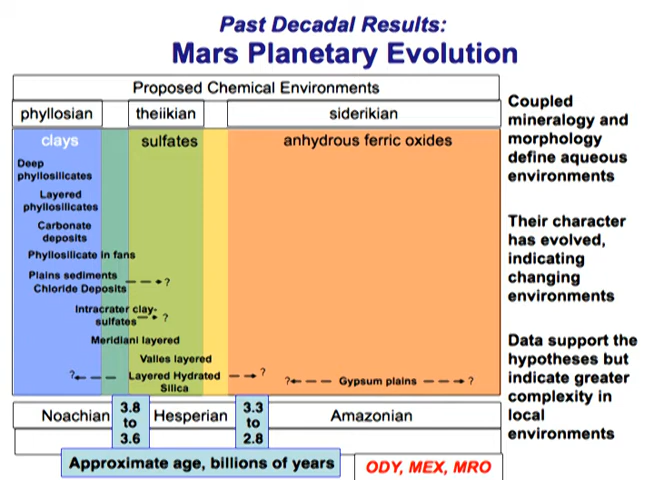 Past Decadal Results:
Mars Planetary Evolution
Proposed Chemical Environments
phyllosian
theiikian
siderikian
clays
sulfates
anhydrous ferric oxides
Deep
phyllosilicates
Layered
phyllosilicates
Carbonate
deposits
Phyllosilicate in fans
Plains sediments
Chloride Deposits
?
Intracrater clay-
sulfates
?
Meridiani layered
Valles layered
? Layered Hydrated ?
Silica
? Gypsum plains ?
Noachian
3.8
to
3.6
Hesperian
3.3
to
2.8
Amazonian
Approximate age, billions of years
ODY, MEX, MRO
Coupled
mineralogy and
morphology
define aqueous
environments
Their character
has evolved,
indicating
changing
environments
Data support the
hypotheses but
indicate greater
complexity in
local
environments